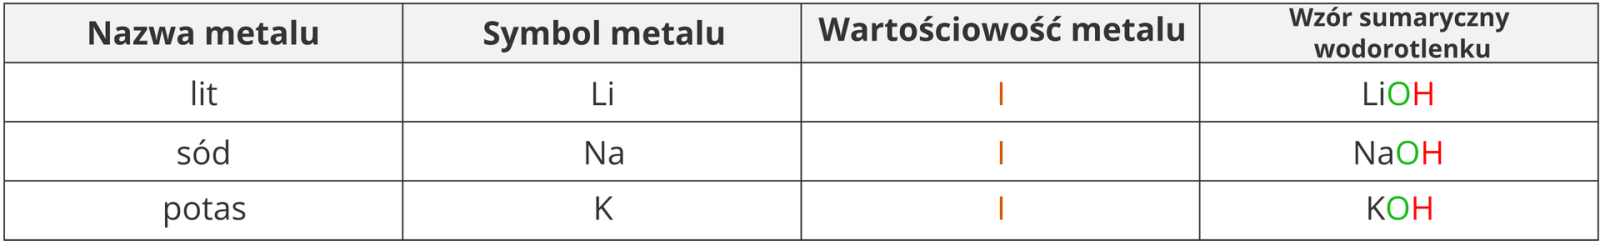 Nazwa metalu Symbol metalu Wartościowość metalu Wzór sumaryczny
wodorotlenku
lit Li I LiOH
sód Na I NaOH
potas K I KOH